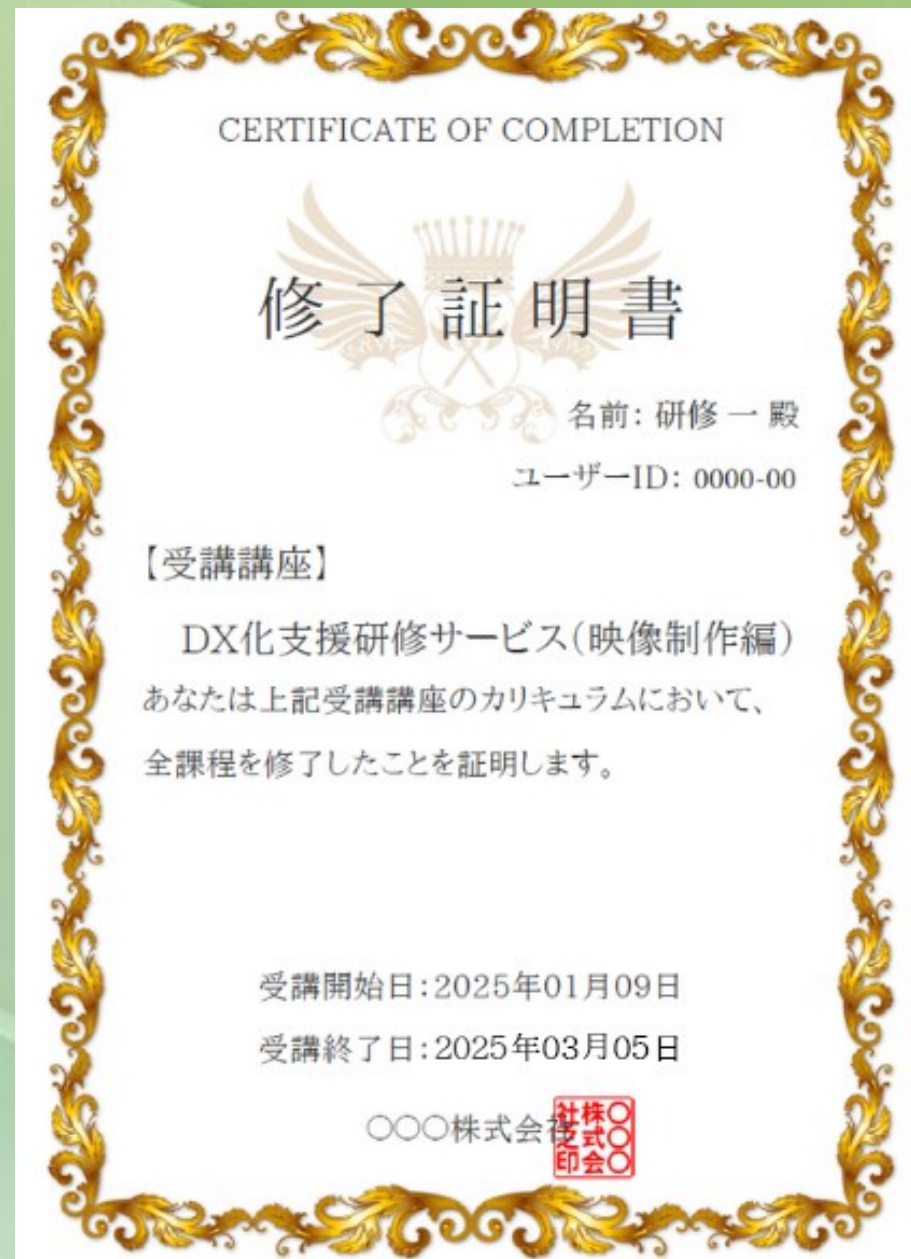 CERTIFICATE OF COMPLETION
修了証明書
名前: 研修 一 殿
ユーザーID: 0000-00
【受講講座】
DX化支援研修サービス(映像制作編)
あなたは上記受講講座のカリキュラムにおいて、
全課程を修了したことを証明します。
受講開始日:2025年01月09日
受講終了日:2025年03月05日
○○○株式会社
○○○株式会社之印